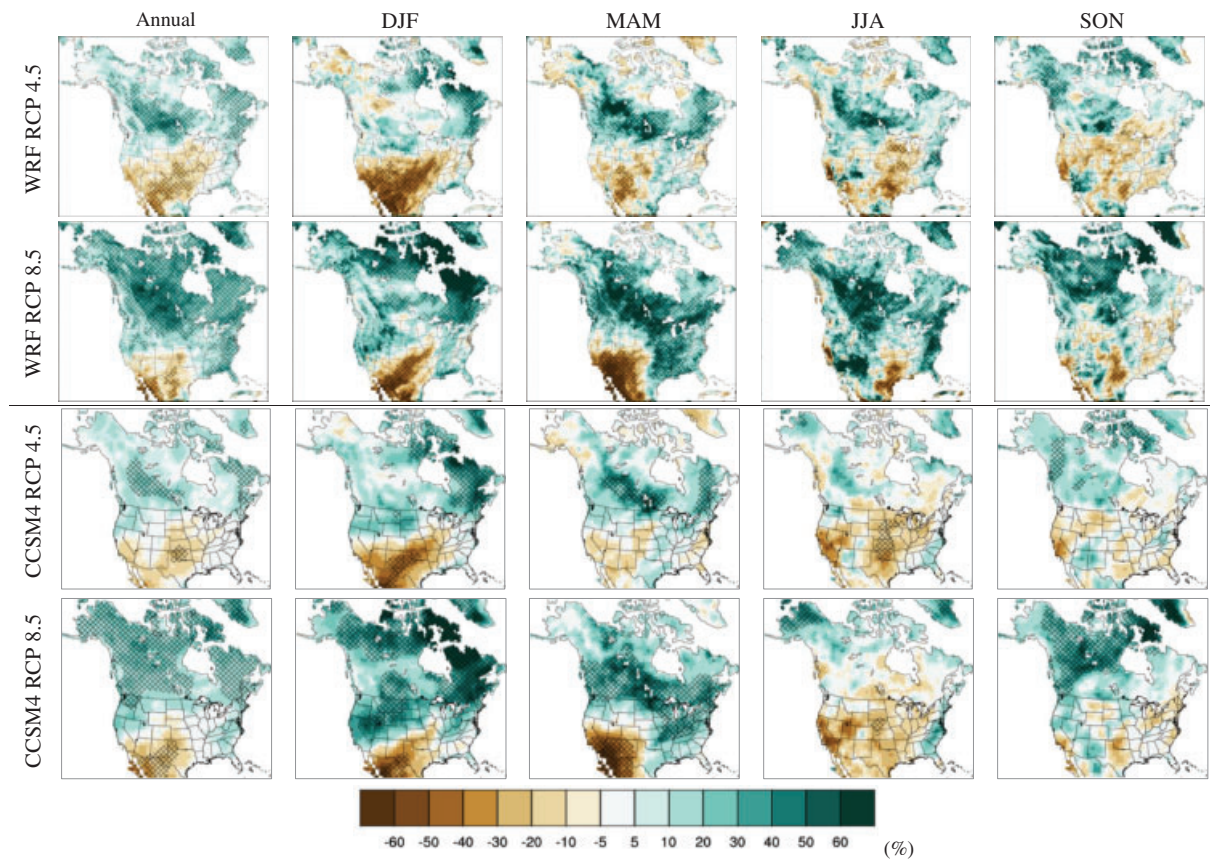 Annual DJF MAM JJA SON
WRF RCP 4.5
WRF RCP 8.5
CCSM4 RCP 4.5
CCSM4 RCP 8.5
-60 -50 -40 -30 -20 -10 -5 5 10 20 30 40 50 60 (%)